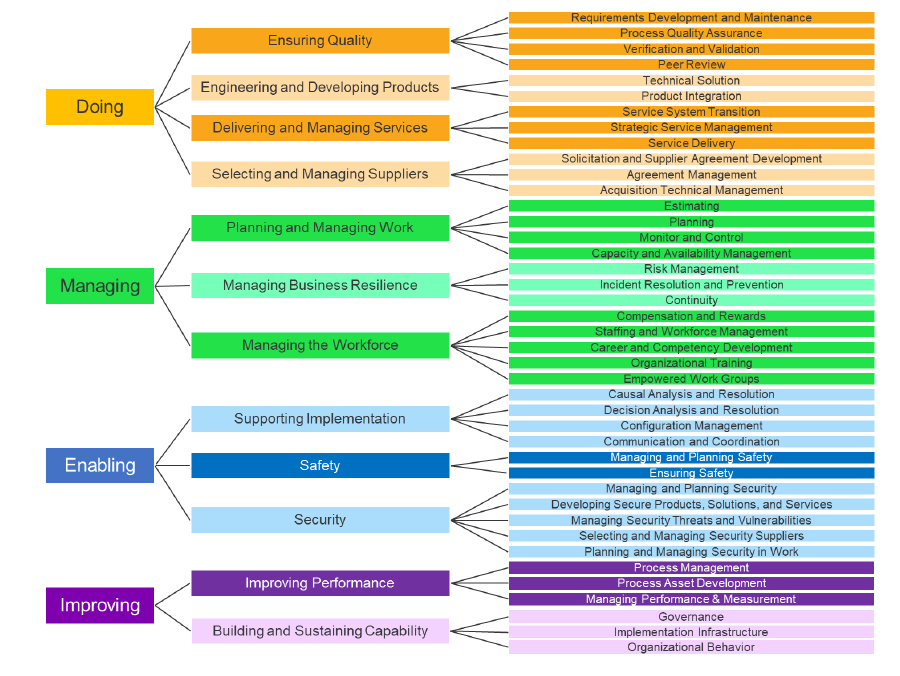 Doing
Ensuring Quality
Requirements Development and Maintenance
Process Quality Assurance
Verification and Validation
Peer Review
Engineering and Developing Products
Technical Solution
Product Integration
Delivering and Managing Services
Service System Transition
Strategic Service Management
Service Delivery
Selecting and Managing Suppliers
Solicitation and Supplier Agreement Development
Agreement Management
Acquisition Technical Management
Managing
Planning and Managing Work
Estimating
Planning
Monitor and Control
Capacity and Availability Management
Managing Business Resilience
Risk Management
Incident Resolution and Prevention
Continuity
Managing the Workforce
Compensation and Rewards
Staffing and Workforce Management
Career and Competency Development
Organizational Training
Empowered Work Groups
Enabling
Supporting Implementation
Causal Analysis and Resolution
Decision Analysis and Resolution
Configuration Management
Communication and Coordination
Safety
Managing and Planning Safety
Ensuring Safety
Security
Managing and Planning Security
Developing Secure Products, Solutions, and Services
Managing Security Threats and Vulnerabilities
Selecting and Managing Security Suppliers
Planning and Managing Security in Work
Improving
Improving Performance
Process Management
Process Asset Development
Managing Performance & Measurement
Building and Sustaining Capability
Governance
Implementation Infrastructure
Organizational Behavior